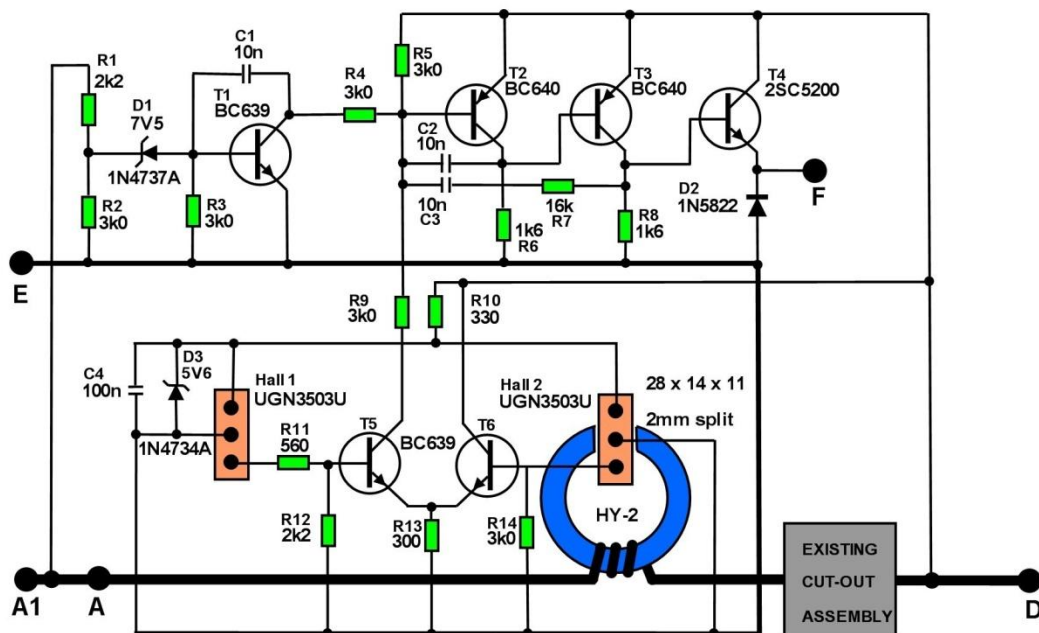 R1
2k2
C1
10n
D1
7V5
1N4737A
T1
BC639
R2
3k0
R3
3k0
R4
3k0
R5
3k0
T2
BC640
T3
BC640
T4
2SC5200
C2
10n
10n
C3
16k
R7
1k6
R6
R8
1k6
D2
1N5822
F
E
R9
3k0
R10
330
C4
100n
D3
5V6
1N4734A
Hall 1
UGN3503U
R11
560
T5
BC639
T6
Hall 2
UGN3503U
28 x 14 x 11
2mm split
R12
2k2
R13
300
R14
3k0
HY-2
EXISTING
CUT-OUT
ASSEMBLY
A1
A
D